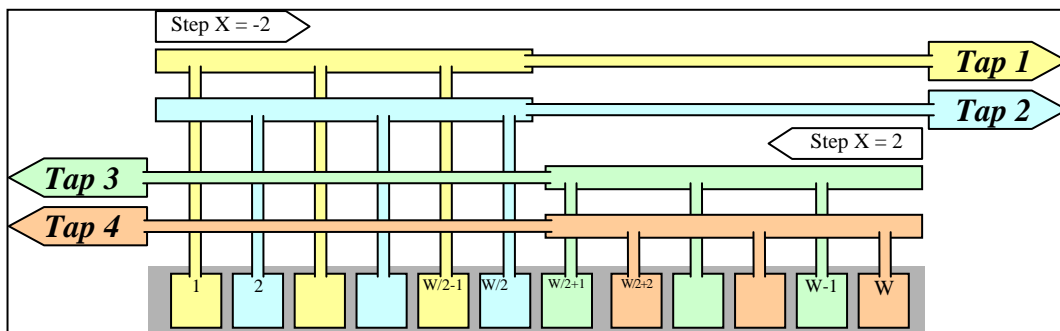 Step X = -2
Tap 1
Tap 2
Step X = 2
Tap 3
Tap 4
1 2 W/2-1 W/2 W/2+1 W/2+2 W-1 W